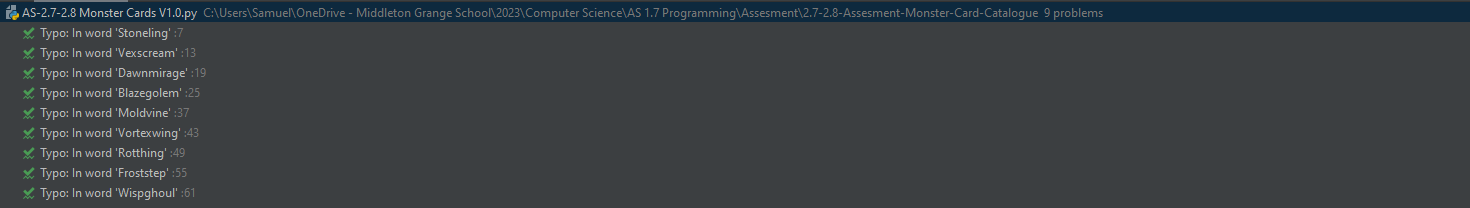 AS-2.7-2.8 Monster Cards V1.0.py C:\Users\Samuel\OneDrive - Middleton Grange School\2023\Computer Science\AS 1.7 Programming\Assesment\2.7-2.8-Assesment-Monster-Card-Catalogue 9 problems
Typo: In word 'Stoneling' :7
Typo: In word 'Vexscream' :13
Typo: In word 'Dawnmirage' :19
Typo: In word 'Blazegolem' :25
Typo: In word 'Moldvine' :37
Typo: In word 'Vortexwing' :43
Typo: In word 'Rotthing' :49
Typo: In word 'Froststep' :55
Typo: In word 'Wispghoul' :61